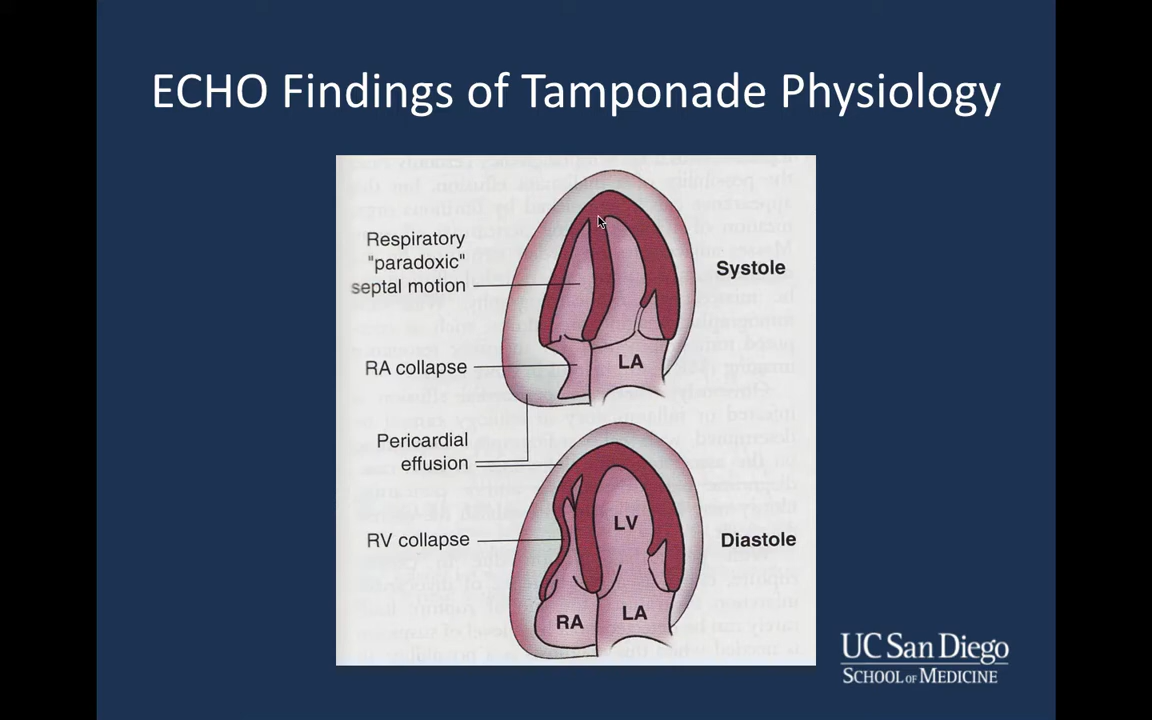 ECHO Findings of Tamponade Physiology
Respiratory
"paradoxic"
septal motion
Systole
RA collapse
LA
Pericardial
effusion
LV
RV collapse
Diastole
RA
LA
UC San Diego
SCHOOL OF MEDICINE